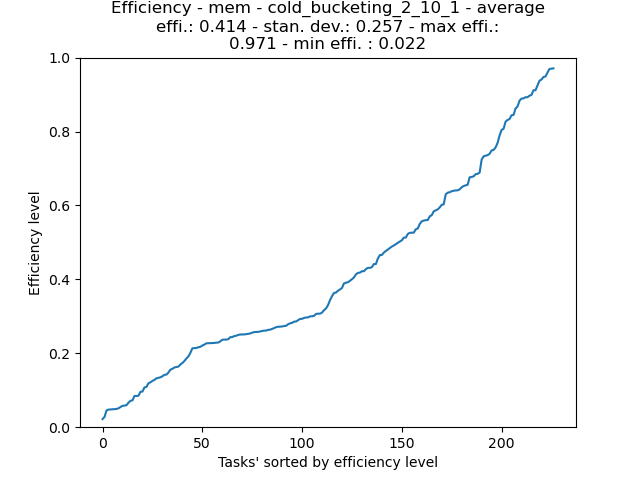 Efficiency - mem - cold_bucketing_2_10_1 - average
effi.: 0.414 - stan. dev.: 0.257 - max effi.:
0.971 - min effi. : 0.022
1.0
0.8
0.6
0.4
0.2
0.0
Efficiency level
0 50 100 150 200
Tasks' sorted by efficiency level